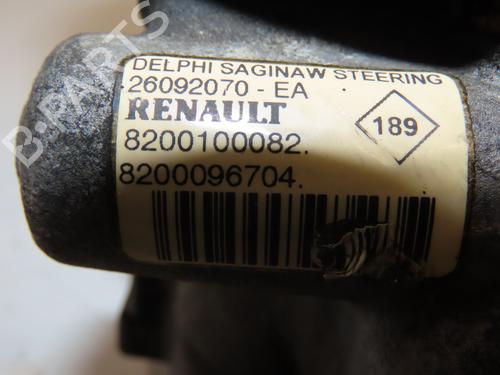 DELPHI SAGINAW STEERING
26092070 - EA
RENAULT
189
8200100082.
8200096704.
B-PARTS